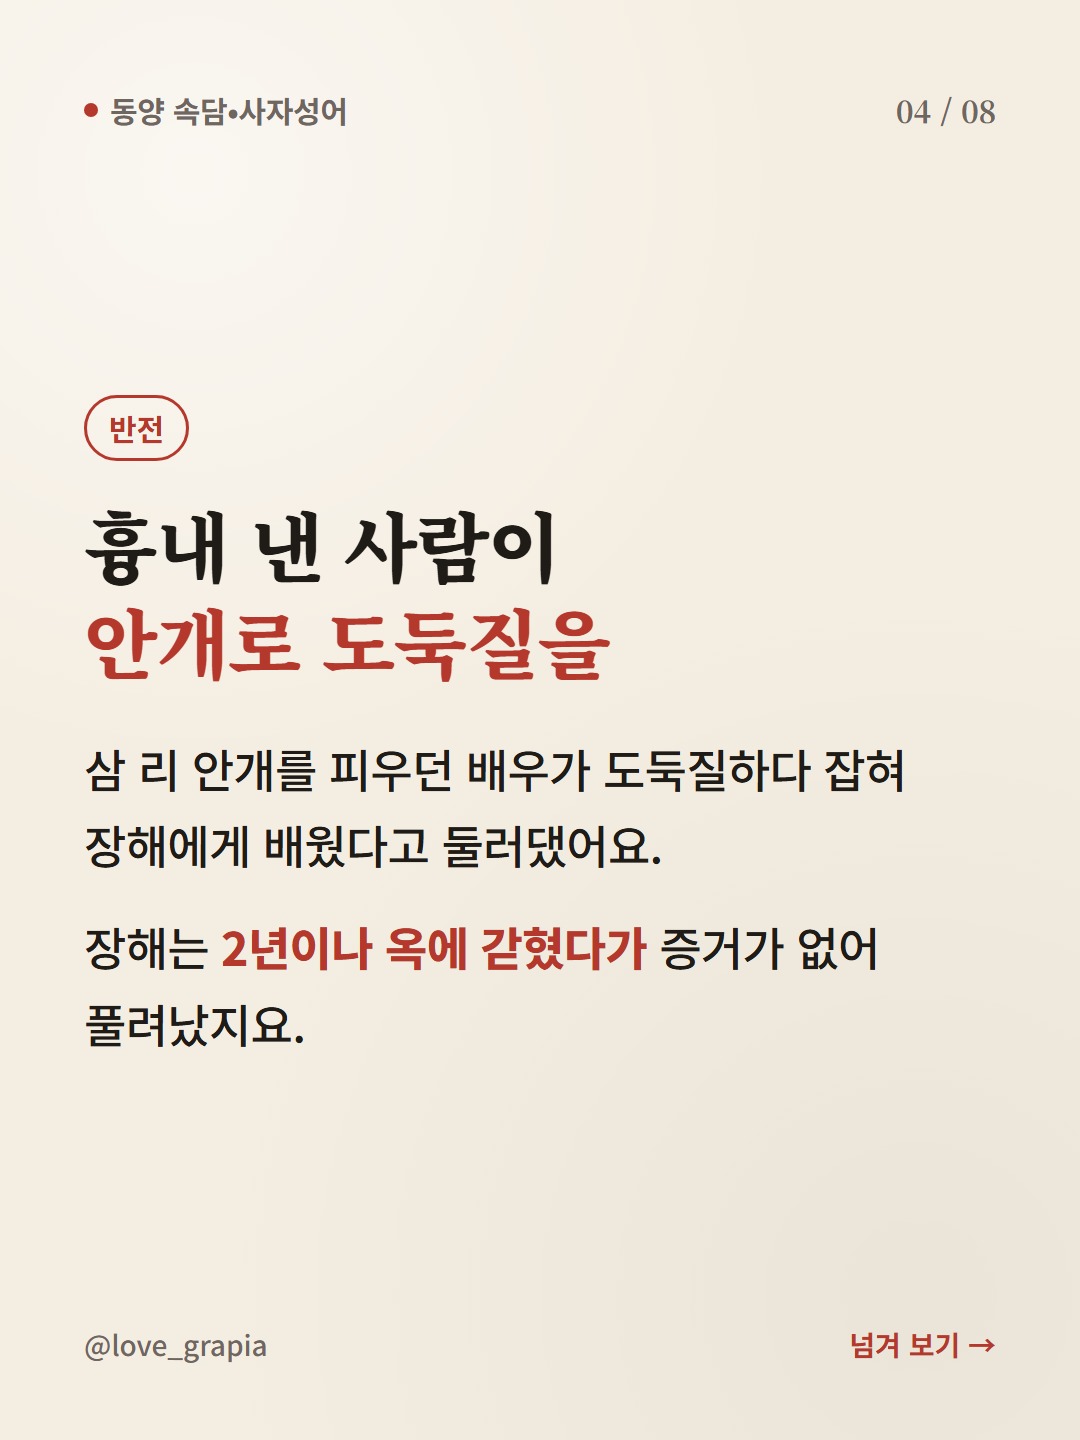 동양 속담•사자성어
04 / 08
반전
흉내 낸 사람이
안개로 도둑질을
삼 리 안개를 피우던 배우가 도둑질하다 잡혀
장해에게 배웠다고 둘러댔어요.
장해는 2년이나 옥에 갇혔다가 증거가 없어
풀려났지요.
@love_grapia
넘겨 보기 →